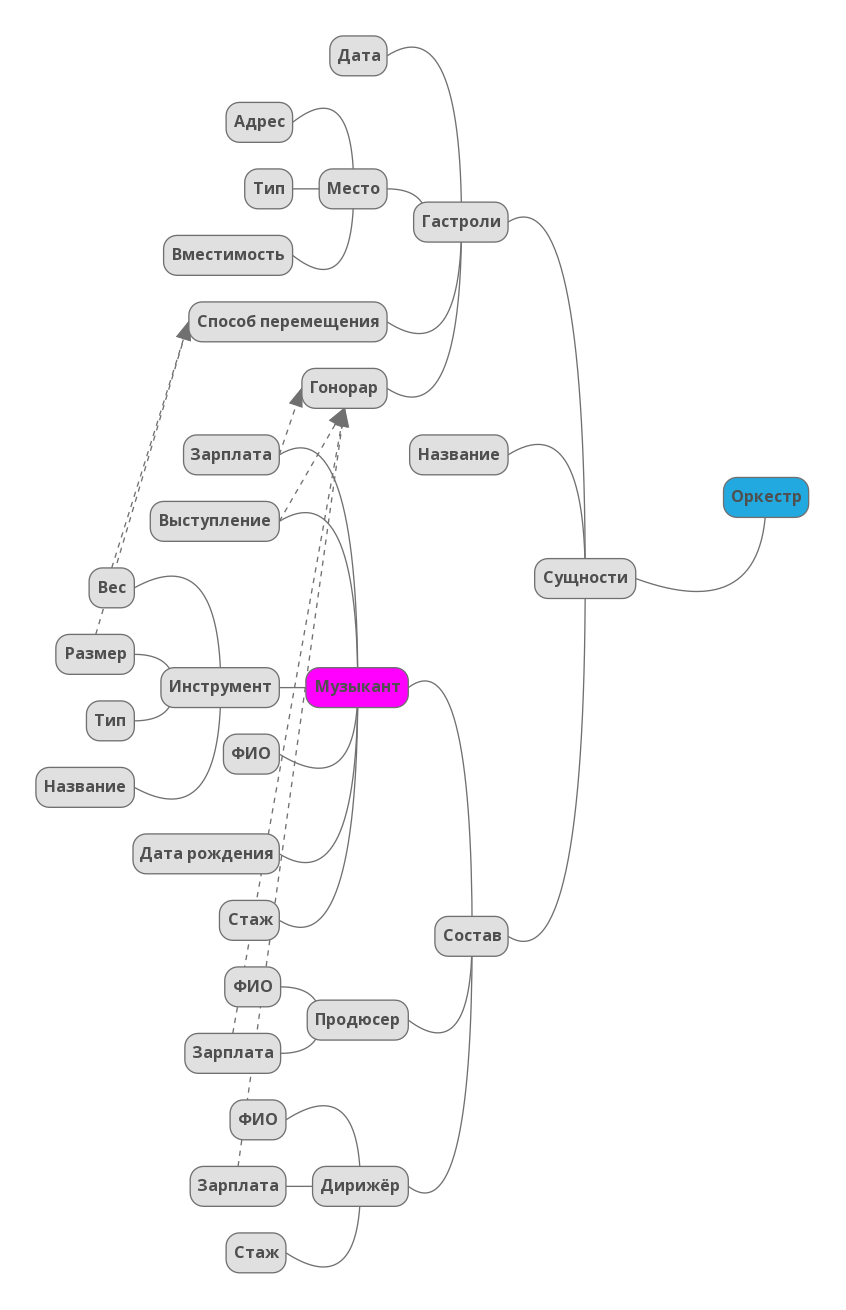 Дата
Адрес
Тип
Место
Гастроли
Вместимость
Способ перемещения
Гонорар
Зарплата
Название
Оркестр
Выступление
Сущности
Вес
Размер
Инструмент
Музыкант
Тип
ФИО
Название
Дата рождения
Стаж
Состав
ФИО
Продюсер
Зарплата
ФИО
Зарплата
Дирижёр
Стаж